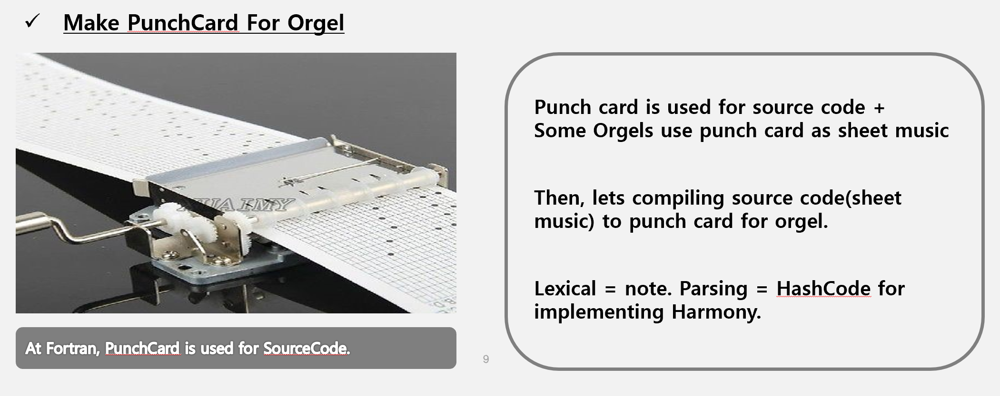 ✓ Make PunchCard For Orgel
Punch card is used for source code +
Some Orgels use punch card as sheet music
Then, lets compiling source code(sheet
music) to punch card for orgel.
Lexical = note. Parsing = HashCode for
implementing Harmony.
At Fortran, PunchCard is used for SourceCode.
9